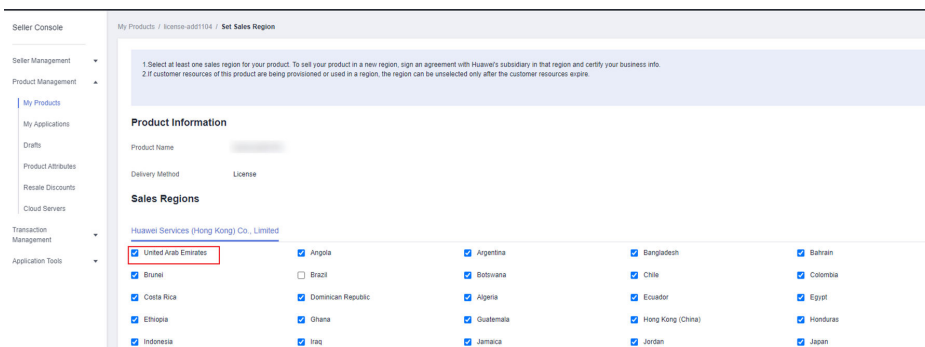 Seller Console
My Products / license-add1104 / Set Sales Region
Seller Management
Product Management
My Products
My Applications
Drafts
Product Attributes
Resale Discounts
Cloud Servers
Transaction
Management
Application Tools
1.Select at least one sales region for your product. To sell your product in a new region, sign an agreement with Huawei's subsidiary in that region and certify your business info.
2.If customer resources of this product are being provisioned or used in a region, the region can be unselected only after the customer resources expire.
Product Information
Product Name
Delivery Method License
Sales Regions
Huawei Services (Hong Kong) Co., Limited
United Arab Emirates Angola Argentina Bangladesh Bahrain
Brunei Brazil Botswana Chile Colombia
Costa Rica Dominican Republic Algeria Ecuador Egypt
Ethiopia Ghana Guatemala Hong Kong (China) Honduras
Indonesia Iraq Jamaica Jordan Japan